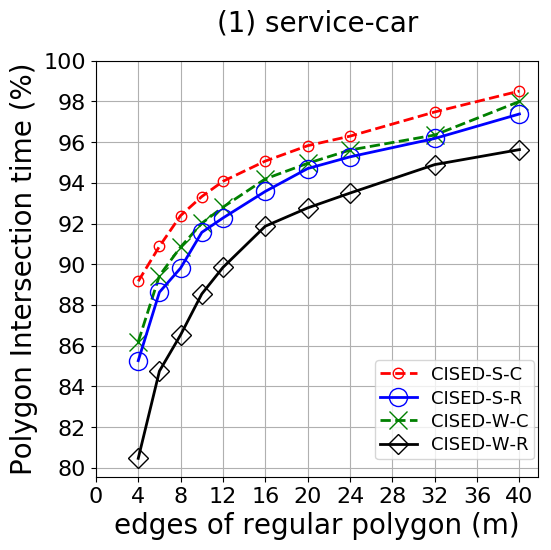 (1) service-car
Polygon Intersection time (%)
100
98
96
94
92
90
88
86
84
82
80
0 4 8 12 16 20 24 28 32 36 40
edges of regular polygon (m)
CISED-S-C
CISED-S-R
CISED-W-C
CISED-W-R